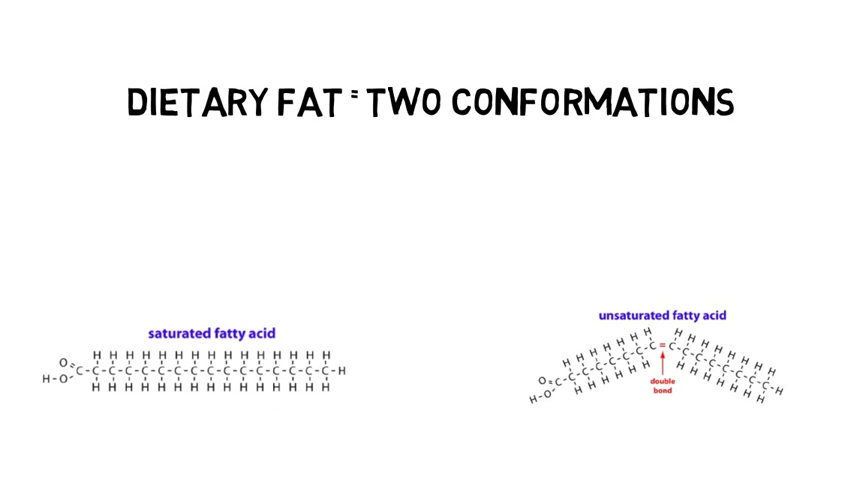 DIETARY FAT = TWO CONFORMATIONS
saturated fatty acid
H H H H H H H H H H H H H H H
O
H-O C-C-C-C-C-C-C-C-C-C-C-C-C-C-C-C-H
H H H H H H H H H H H H H H H
unsaturated fatty acid
H H H H H H H H H H H H H H H
O=C-C-C-C-C-C-C-C=C-C-C-C-C-C-C-C-H
H-O
H H H H H H H H H H H H H
double
bond